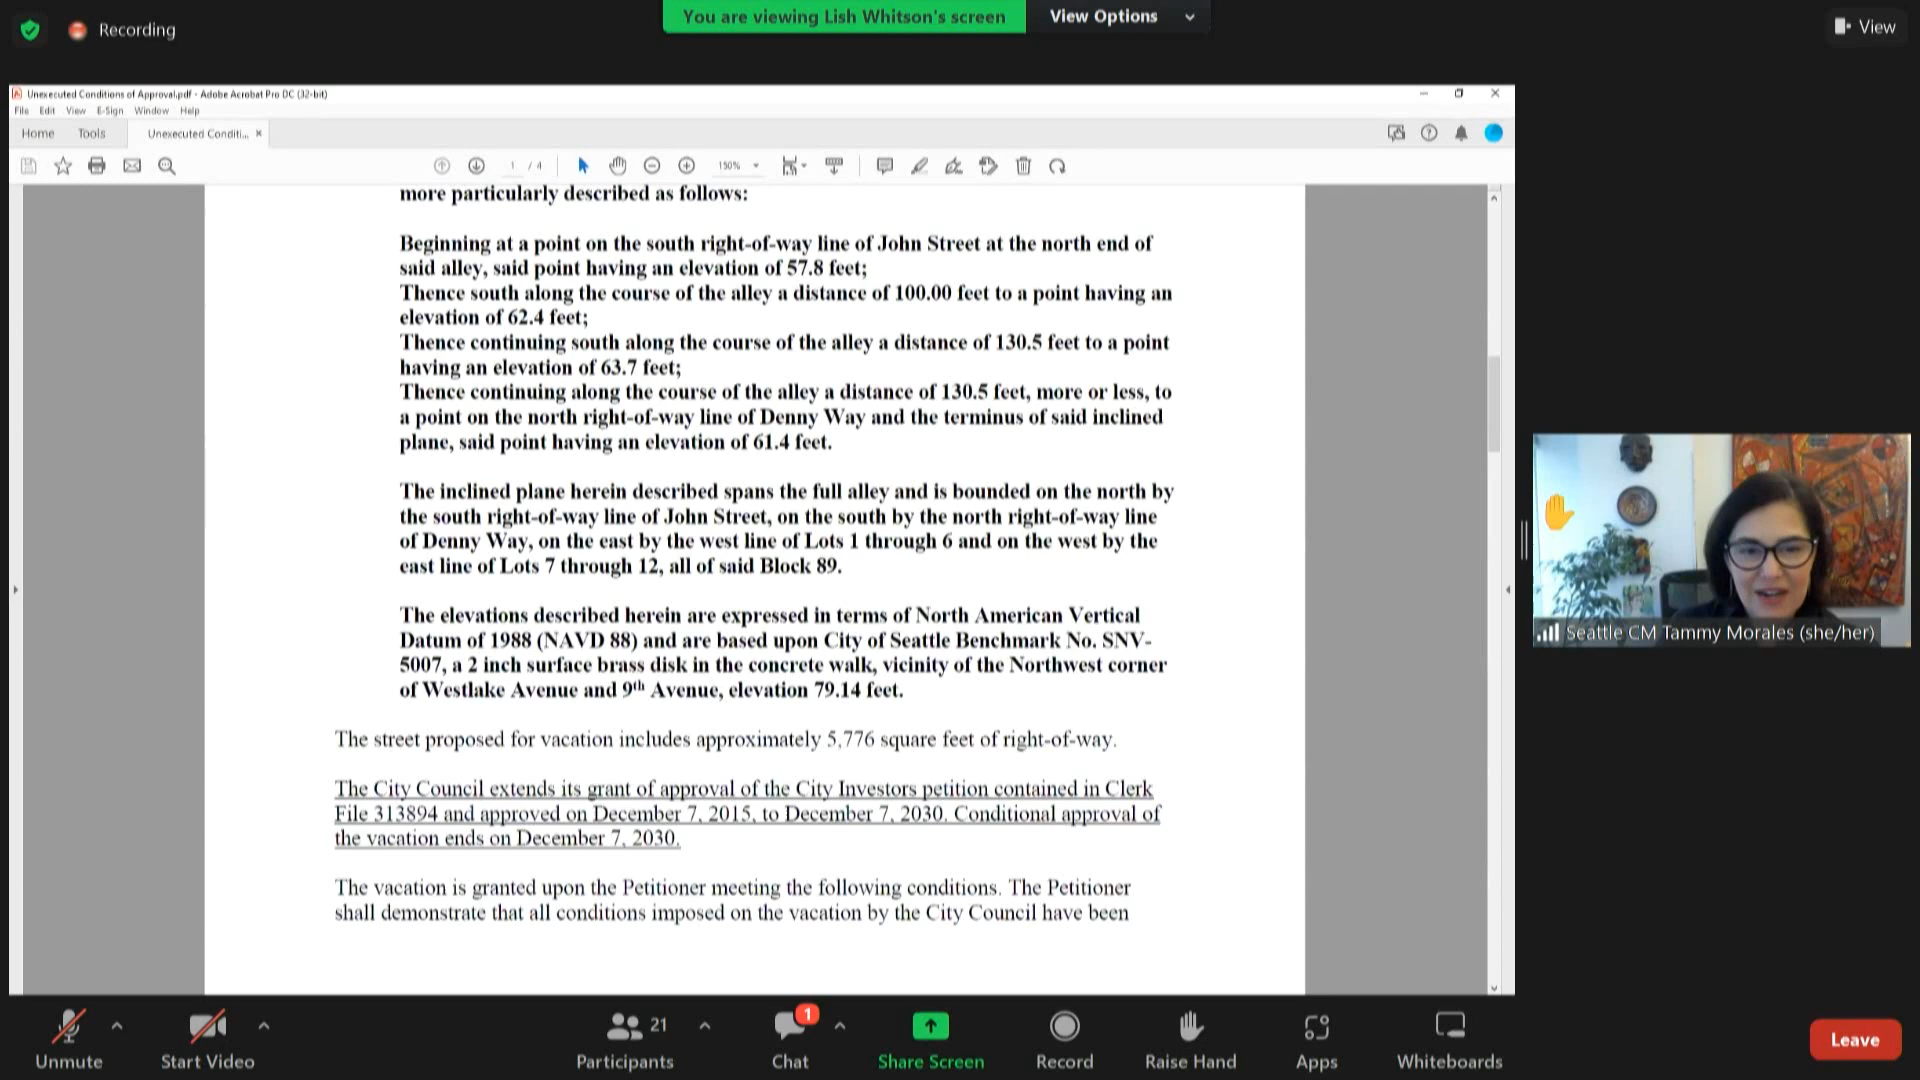 Recording
You are viewing Lish Whitson's screen
View Options
View
Unexecuted Conditions of Approval.pdf - Adobe Acrobat Pro DC (32-bit)
File Edit View E-Sign Window Help
Home Tools Unexecuted Conditi... ×
1 / 4 150%
more particularly described as follows:
Beginning at a point on the south right-of-way line of John Street at the north end of
said alley, said point having an elevation of 57.8 feet;
Thence south along the course of the alley a distance of 100.00 feet to a point having an
elevation of 62.4 feet;
Thence continuing south along the course of the alley a distance of 130.5 feet to a point
having an elevation of 63.7 feet;
Thence continuing along the course of the alley a distance of 130.5 feet, more or less, to
a point on the north right-of-way line of Denny Way and the terminus of said inclined
plane, said point having an elevation of 61.4 feet.
The inclined plane herein described spans the full alley and is bounded on the north by
the south right-of-way line of John Street, on the south by the north right-of-way line
of Denny Way, on the east by the west line of Lots 1 through 6 and on the west by the
east line of Lots 7 through 12, all of said Block 89.
The elevations described herein are expressed in terms of North American Vertical
Datum of 1988 (NAVD 88) and are based upon City of Seattle Benchmark No. SNV-
5007, a 2 inch surface brass disk in the concrete walk, vicinity of the Northwest corner
of Westlake Avenue and 9th Avenue, elevation 79.14 feet.
The street proposed for vacation includes approximately 5,776 square feet of right-of-way.
The City Council extends its grant of approval of the City Investors petition contained in Clerk
File 313894 and approved on December 7, 2015, to December 7, 2030. Conditional approval of
the vacation ends on December 7, 2030.
The vacation is granted upon the Petitioner meeting the following conditions. The Petitioner
shall demonstrate that all conditions imposed on the vacation by the City Council have been
Seattle CM Tammy Morales (she/her)
Unmute
Start Video
21
Participants
1
Chat
Share Screen
Record
Raise Hand
Apps
Whiteboards
Leave